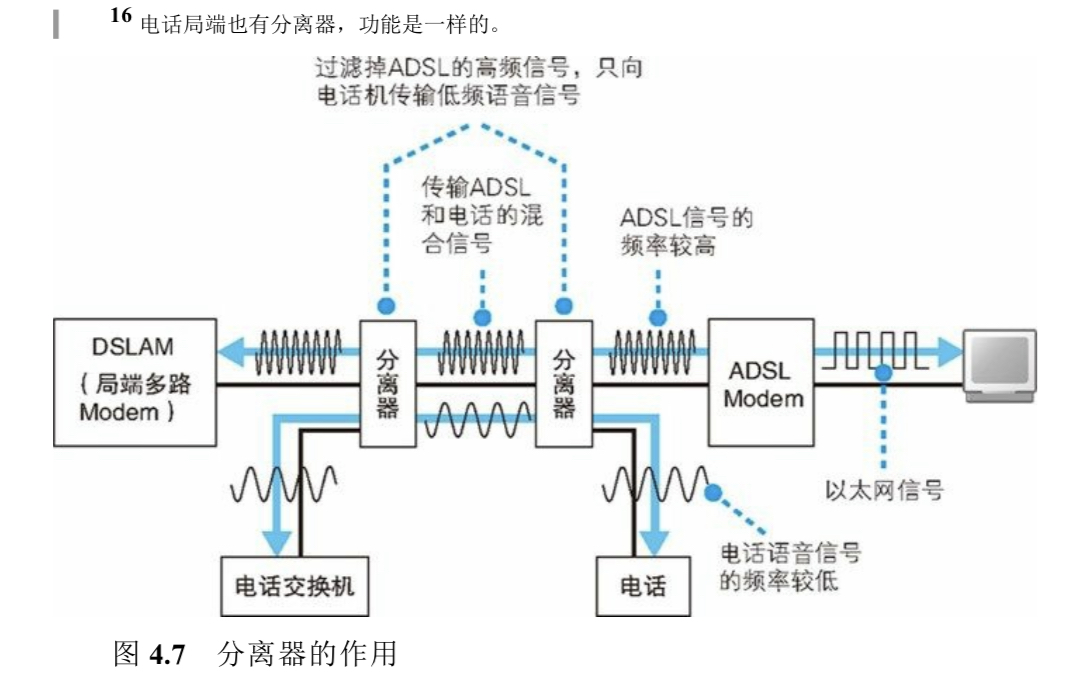 16 电话局端也有分离器，功能是一样的。
过滤掉ADSL的高频信号，只向
电话机传输低频语音信号
传输ADSL
和电话的混
合信号
ADSL信号的
频率较高
DSLAM
（局端多路
Modem）
分离器
分离器
ADSL
Modem
以太网信号
电话语音信号
的频率较低
电话交换机
电话
图 4.7 分离器的作用